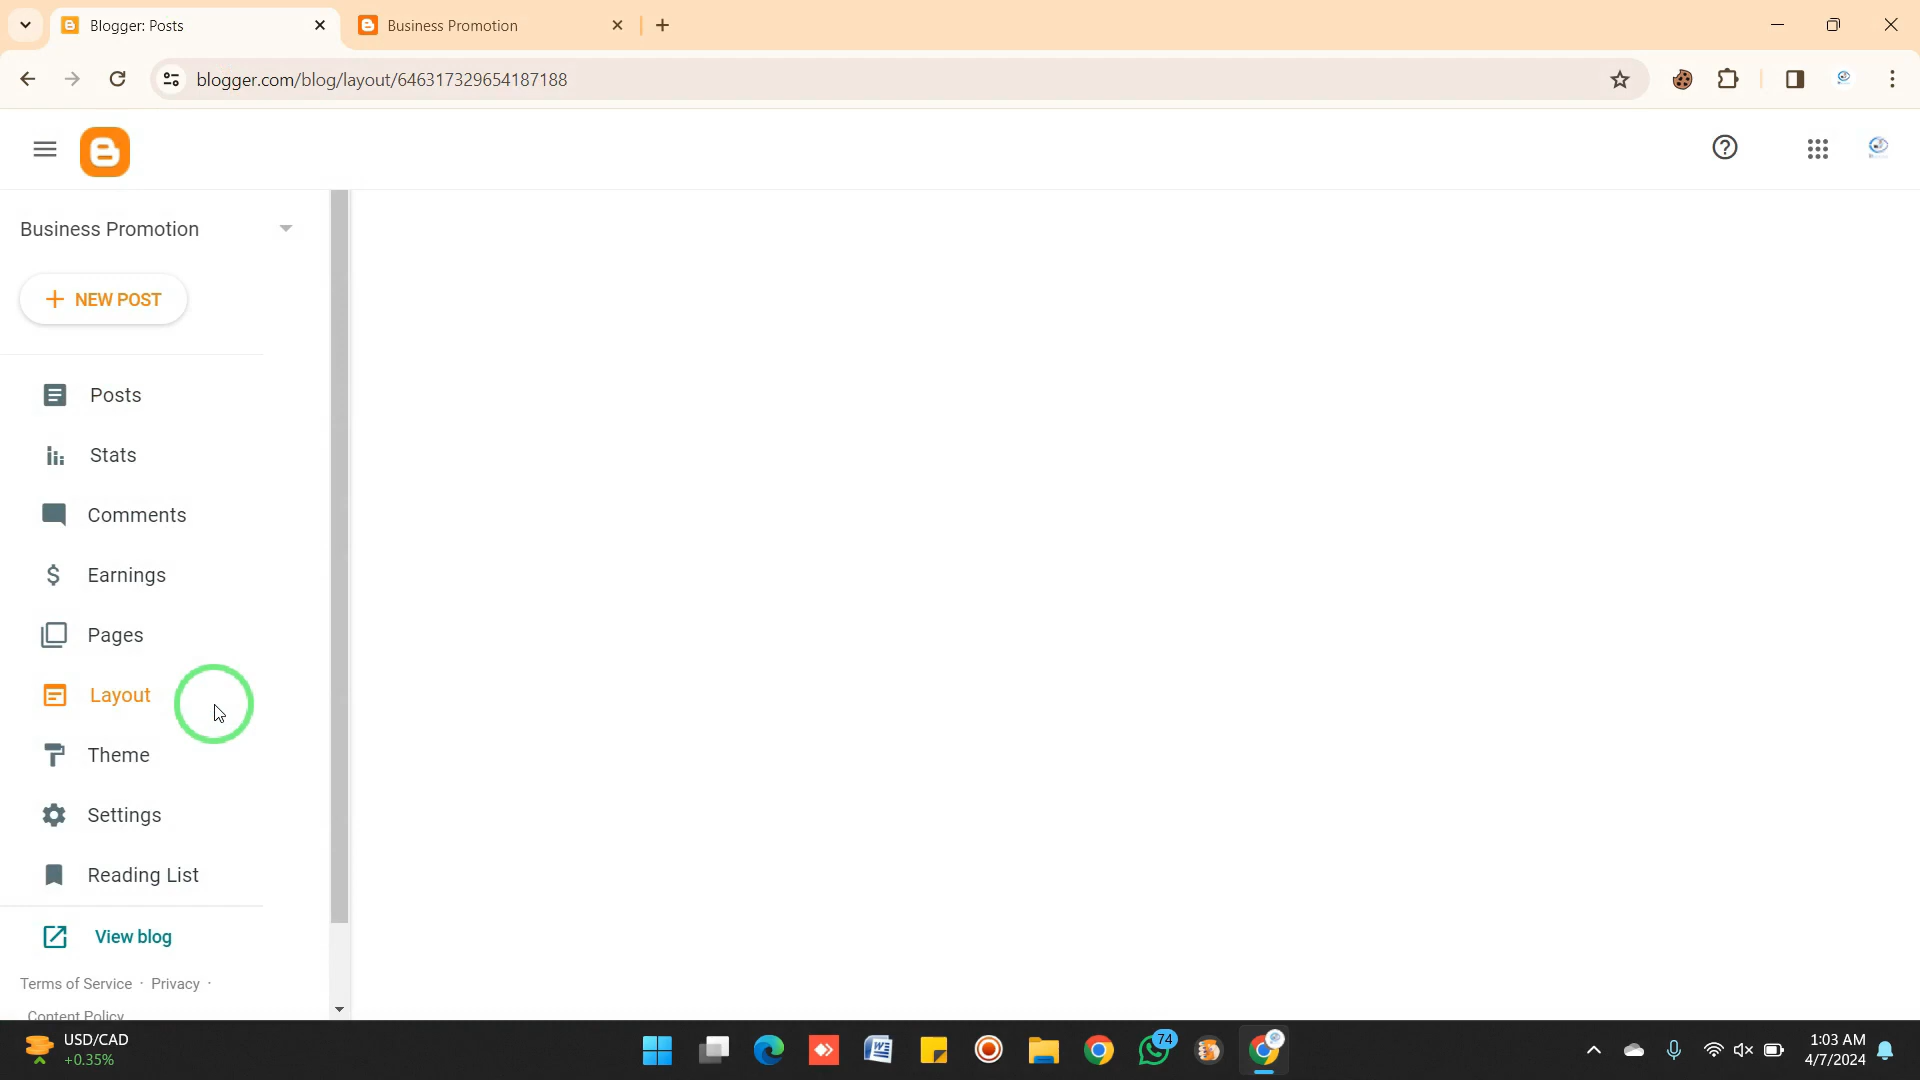 Blogger: Posts
Business Promotion
blogger.com/blog/layout/646317329654187188
Business Promotion
NEW POST
Posts
Stats
Comments
Earnings
Pages
Layout
Theme
Settings
Reading List
View blog
Terms of Service · Privacy ·
Content Policy
USD/CAD
+0.35%
74
1:03 AM
4/7/2024